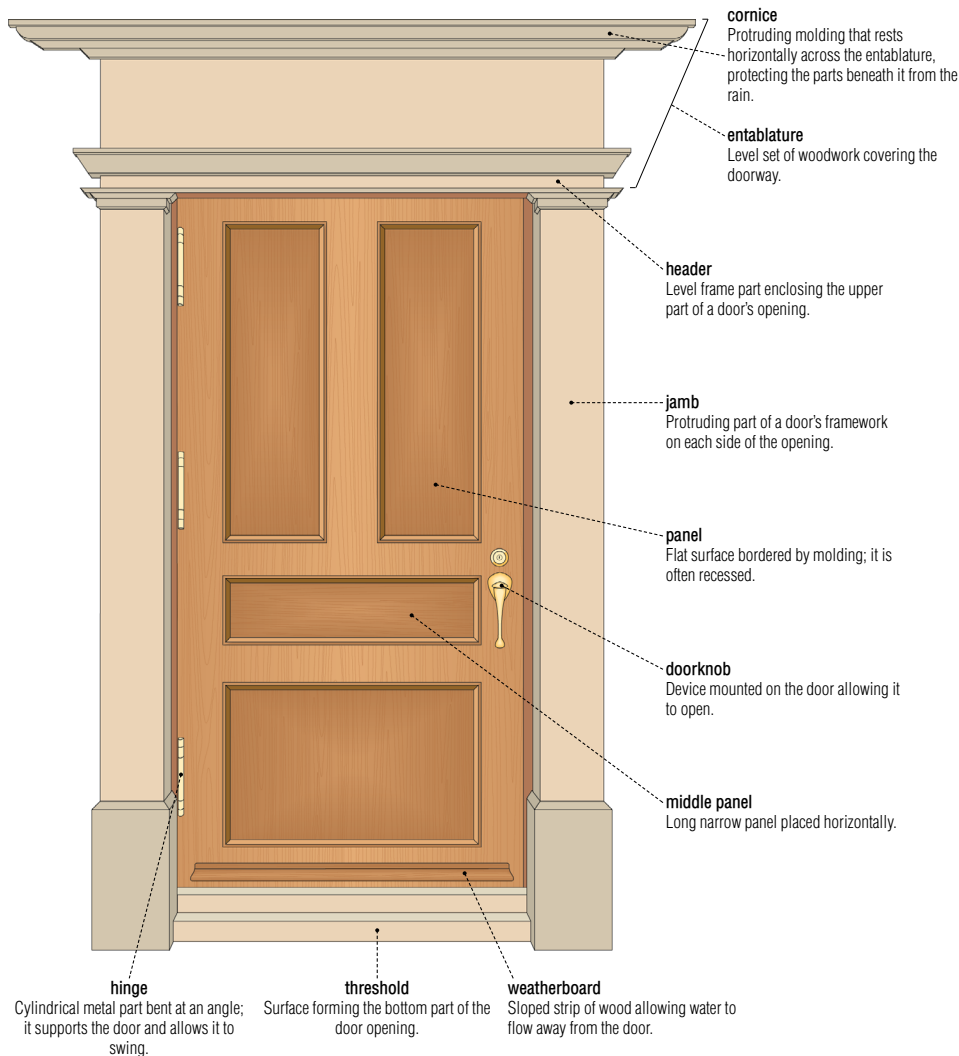 cornice
Protruding molding that rests
horizontally across the entablature,
protecting the parts beneath it from the
rain.
entablature
Level set of woodwork covering the
doorway.
header
Level frame part enclosing the upper
part of a door's opening.
jamb
Protruding part of a door's framework
on each side of the opening.
panel
Flat surface bordered by molding; it is
often recessed.
doorknob
Device mounted on the door allowing it
to open.
middle panel
Long narrow panel placed horizontally.
hinge
Cylindrical metal part bent at an angle;
it supports the door and allows it to
swing.
threshold
Surface forming the bottom part of the
door opening.
weatherboard
Sloped strip of wood allowing water to
flow away from the door.